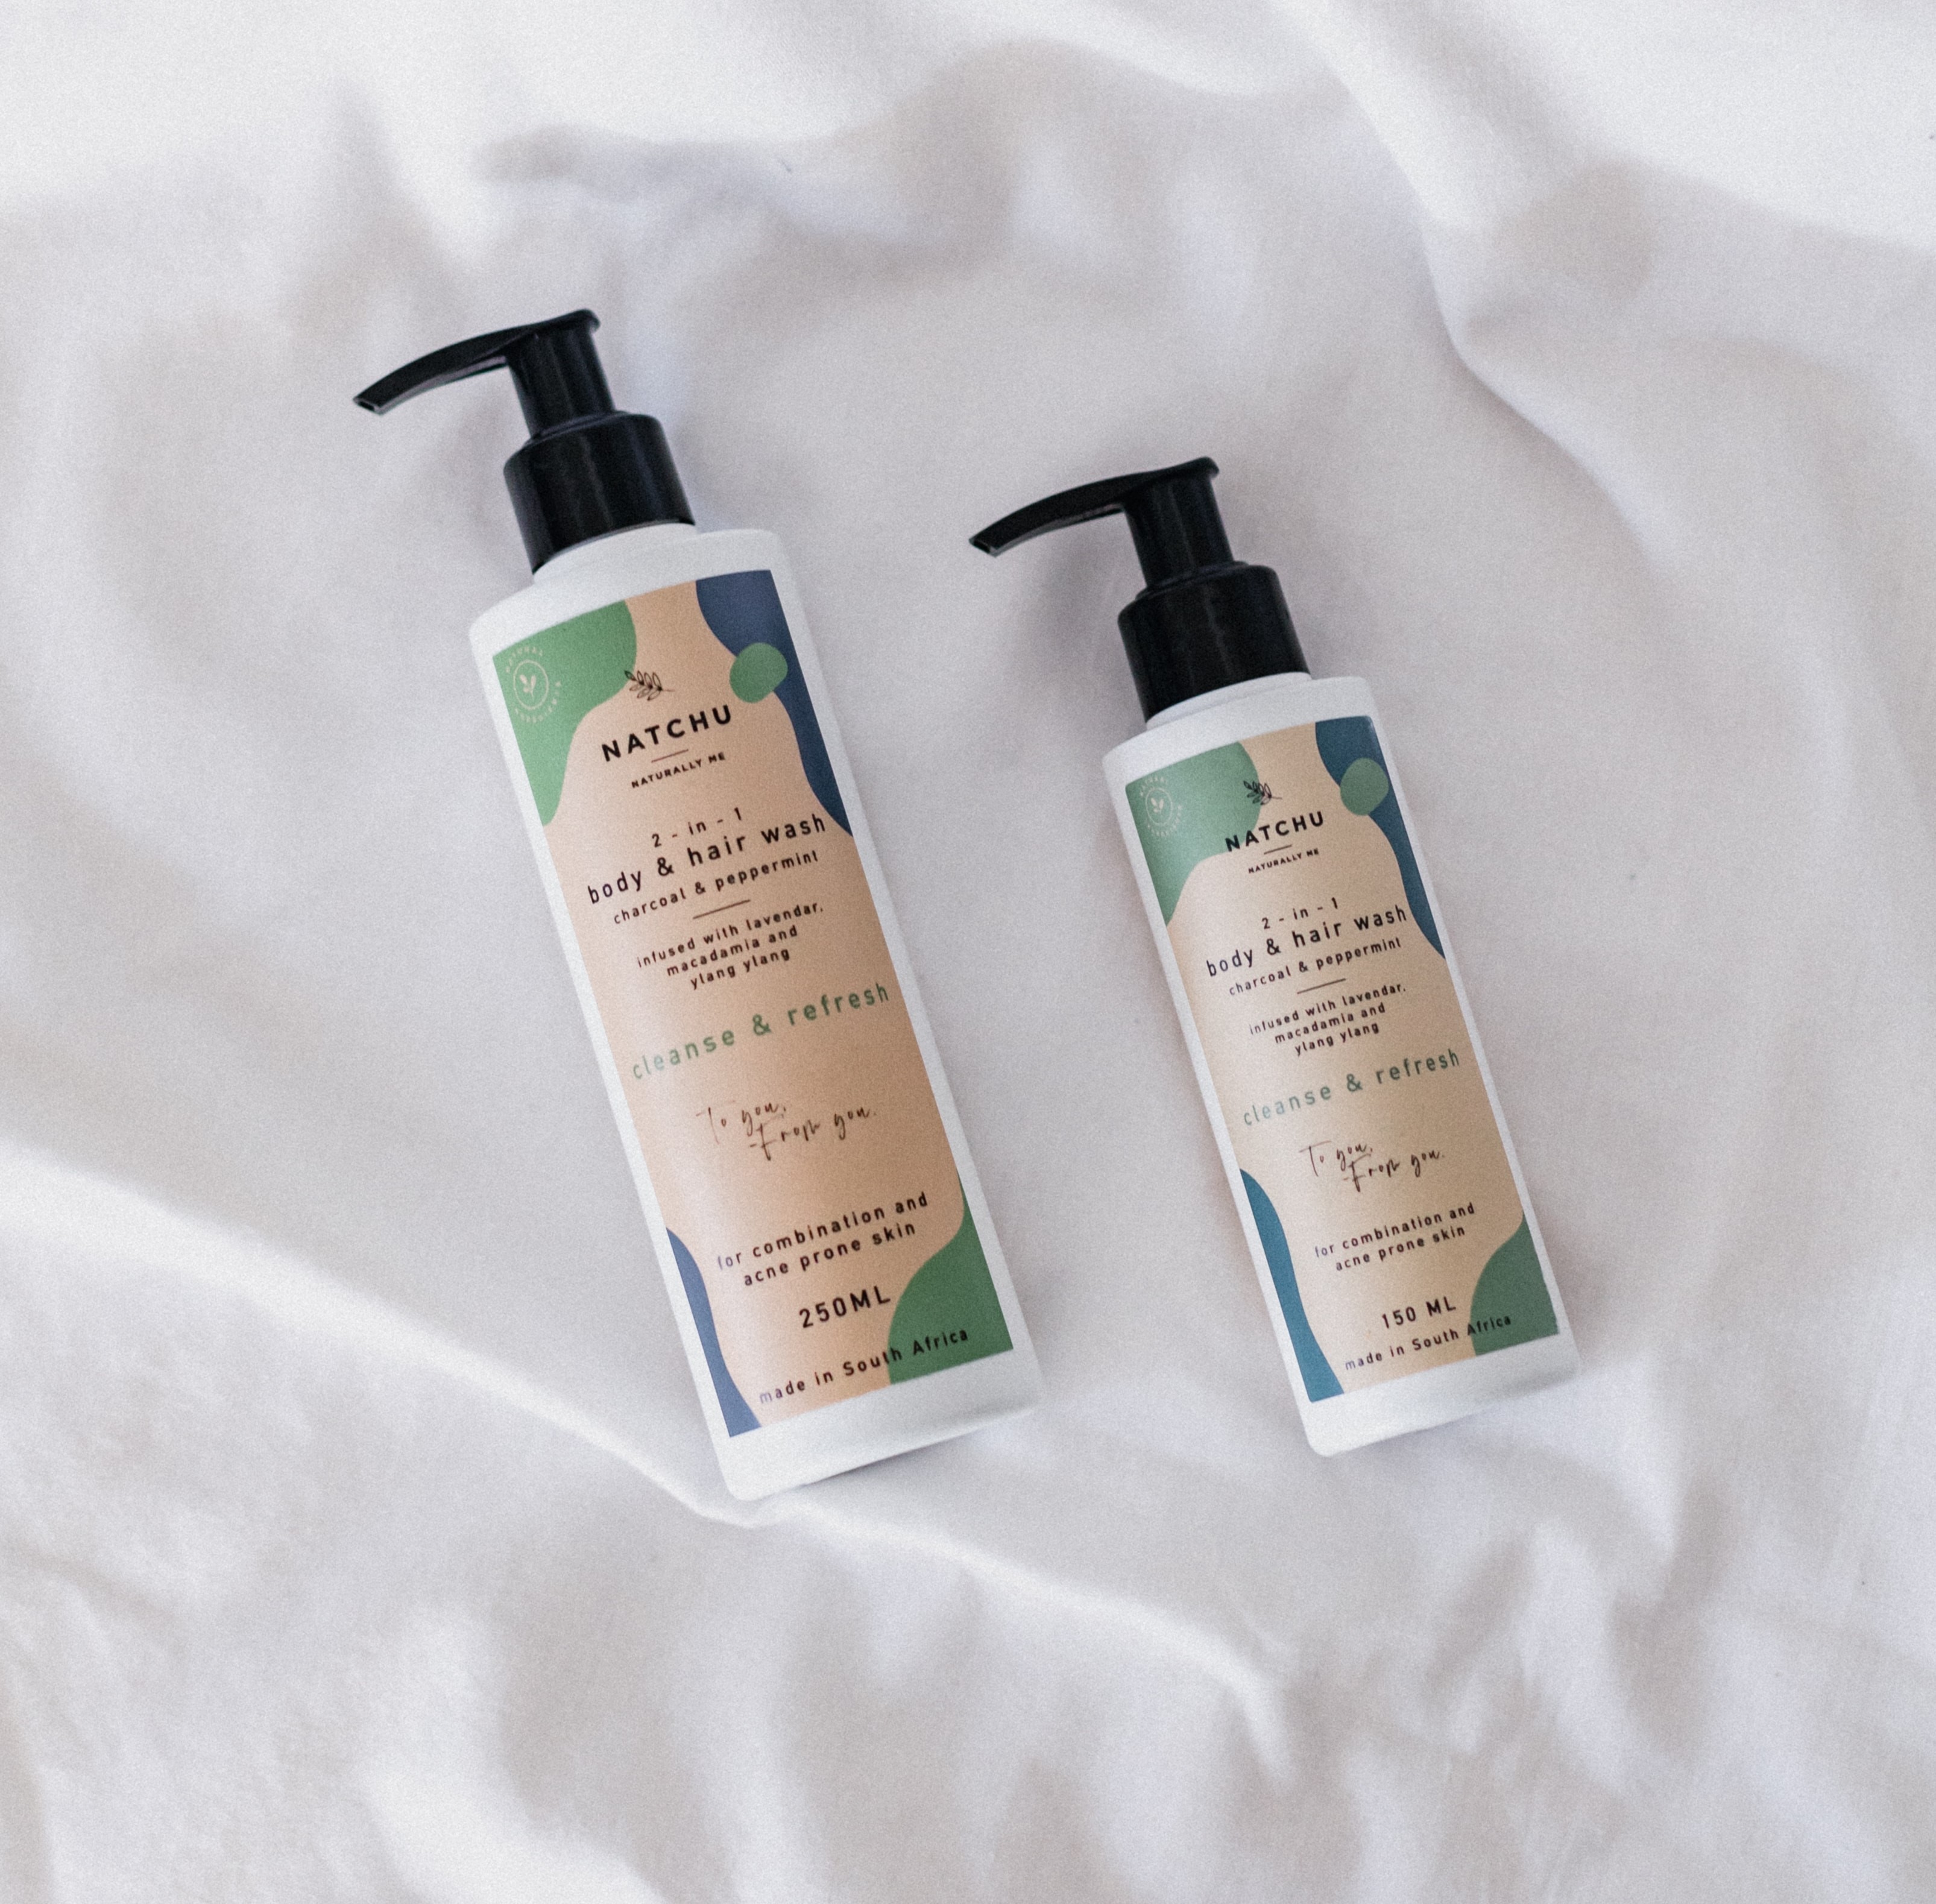 NATURAL
INGREDIENTS
NATCHU
NATURALLY ME
2 - in - 1
body & hair wash
charcoal & peppermint
infused with lavendar,
macadamia and
ylang ylang
cleanse & refresh
To you,
From you.
for combination and
acne prone skin
250ML
made in South Africa
NATCHU
NATURALLY ME
2 - in - 1
body & hair wash
charcoal & peppermint
infused with lavendar,
macadamia and
ylang ylang
cleanse & refresh
To you,
From you.
for combination and
acne prone skin
150 ML
made in South Africa